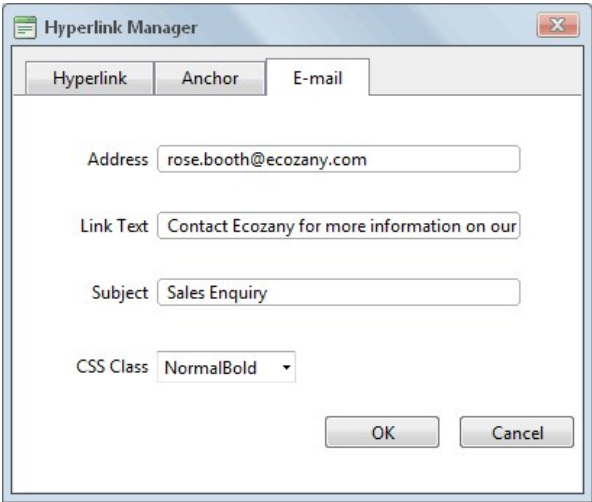 Hyperlink Manager
Hyperlink Anchor E-mail
Address rose.booth@ecozany.com
Link Text Contact Ecozany for more information on our
Subject Sales Enquiry
CSS Class NormalBold
OK Cancel